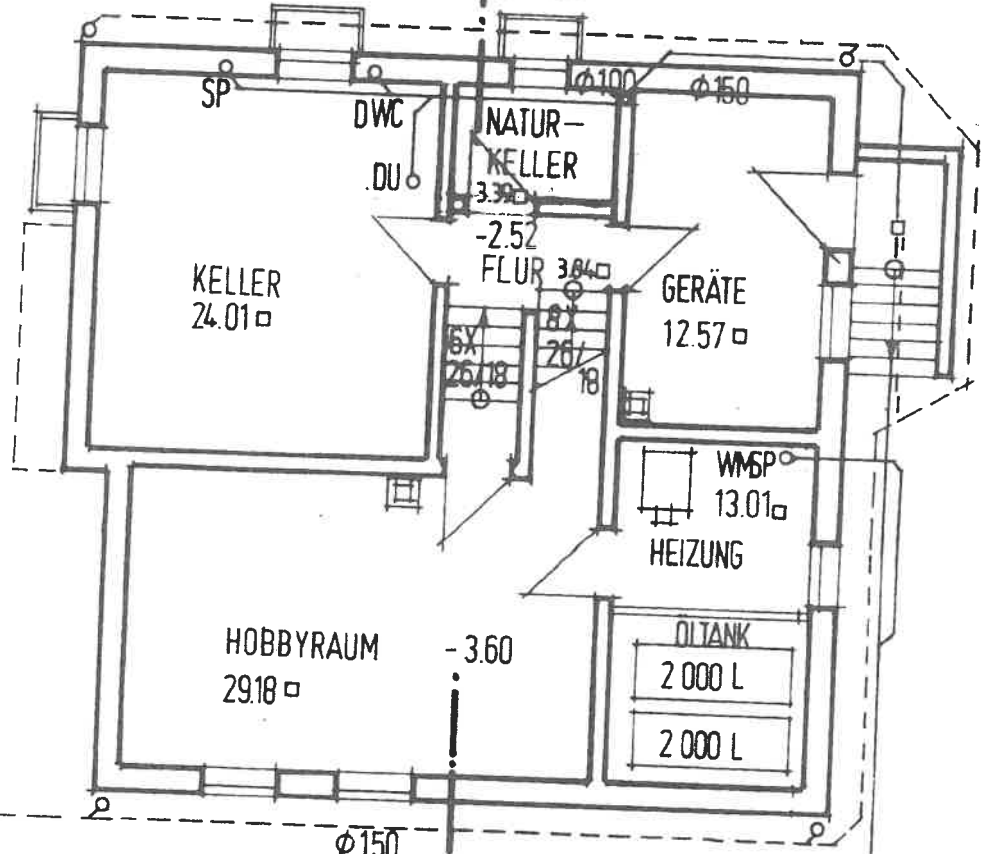 SP
DWC
DU
Φ100
Φ150
NATUR-
KELLER
3.39□
-2.52
FLUR 3.04□
KELLER
24.01□
GERÄTE
12.57□
6X
26/18
8X
26/
18
WM SP
13.01□
HEIZUNG
HOBBYRAUM
29.18□
-3.60
ÖLTANK
2 000 L
2 000 L
Φ150